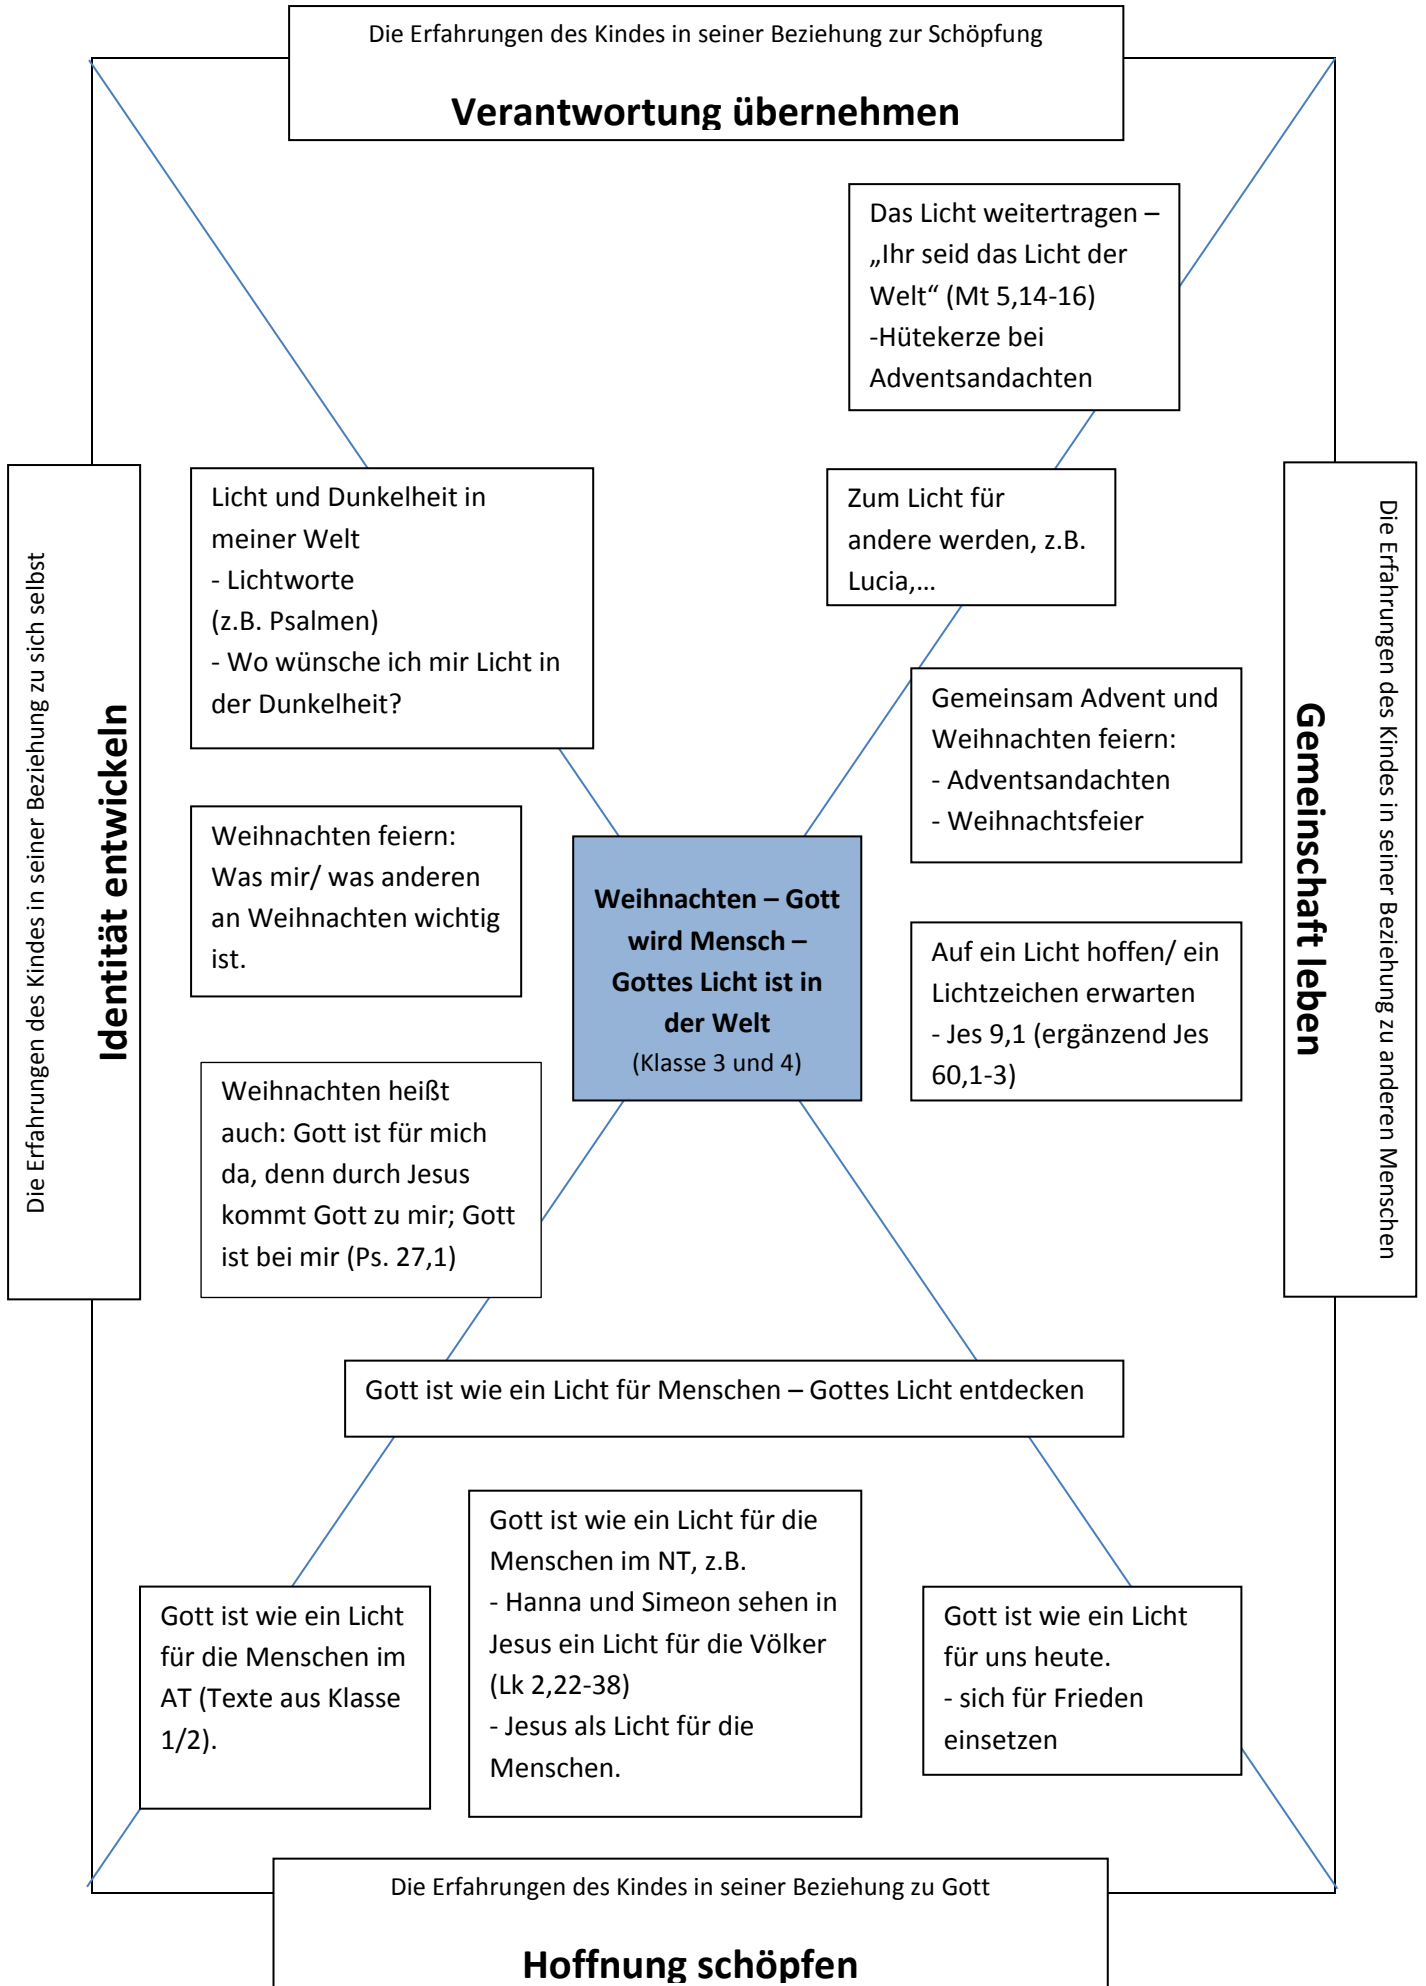 Die Erfahrungen des Kindes in seiner Beziehung zur Schöpfung
Verantwortung übernehmen
Das Licht weitertragen –
„Ihr seid das Licht der
Welt“ (Mt 5,14-16)
-Hütekerze bei
Adventsandachten
Licht und Dunkelheit in
meiner Welt
- Lichtworte
(z.B. Psalmen)
- Wo wünsche ich mir Licht in
der Dunkelheit?
Zum Licht für
andere werden, z.B.
Lucia,...
Die Erfahrungen des Kindes in seiner Beziehung zu sich selbst
Identität entwickeln
Gemeinschaft leben
Die Erfahrungen des Kindes in seiner Beziehung zu anderen Menschen
Gemeinsam Advent und
Weihnachten feiern:
- Adventsandachten
- Weihnachtsfeier
Weihnachten feiern:
Was mir/ was anderen
an Weihnachten wichtig
ist.
Weihnachten – Gott
wird Mensch –
Gottes Licht ist in
der Welt
(Klasse 3 und 4)
Auf ein Licht hoffen/ ein
Lichtzeichen erwarten
- Jes 9,1 (ergänzend Jes
60,1-3)
Weihnachten heißt
auch: Gott ist für mich
da, denn durch Jesus
kommt Gott zu mir; Gott
ist bei mir (Ps. 27,1)
Gott ist wie ein Licht für Menschen – Gottes Licht entdecken
Gott ist wie ein Licht
für die Menschen im
AT (Texte aus Klasse
1/2).
Gott ist wie ein Licht für die
Menschen im NT, z.B.
- Hanna und Simeon sehen in
Jesus ein Licht für die Völker
(Lk 2,22-38)
- Jesus als Licht für die
Menschen.
Gott ist wie ein Licht
für uns heute.
- sich für Frieden
einsetzen
Die Erfahrungen des Kindes in seiner Beziehung zu Gott
Hoffnung schöpfen